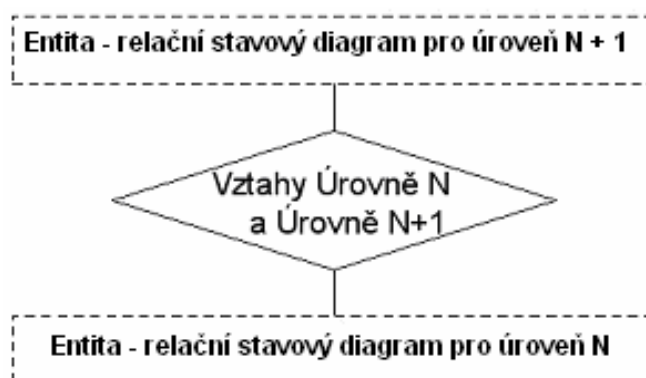 Entita - relační stavový diagram pro úroveň N + 1
Vztahy Úrovně N
a Úrovně N+1
Entita - relační stavový diagram pro úroveň N